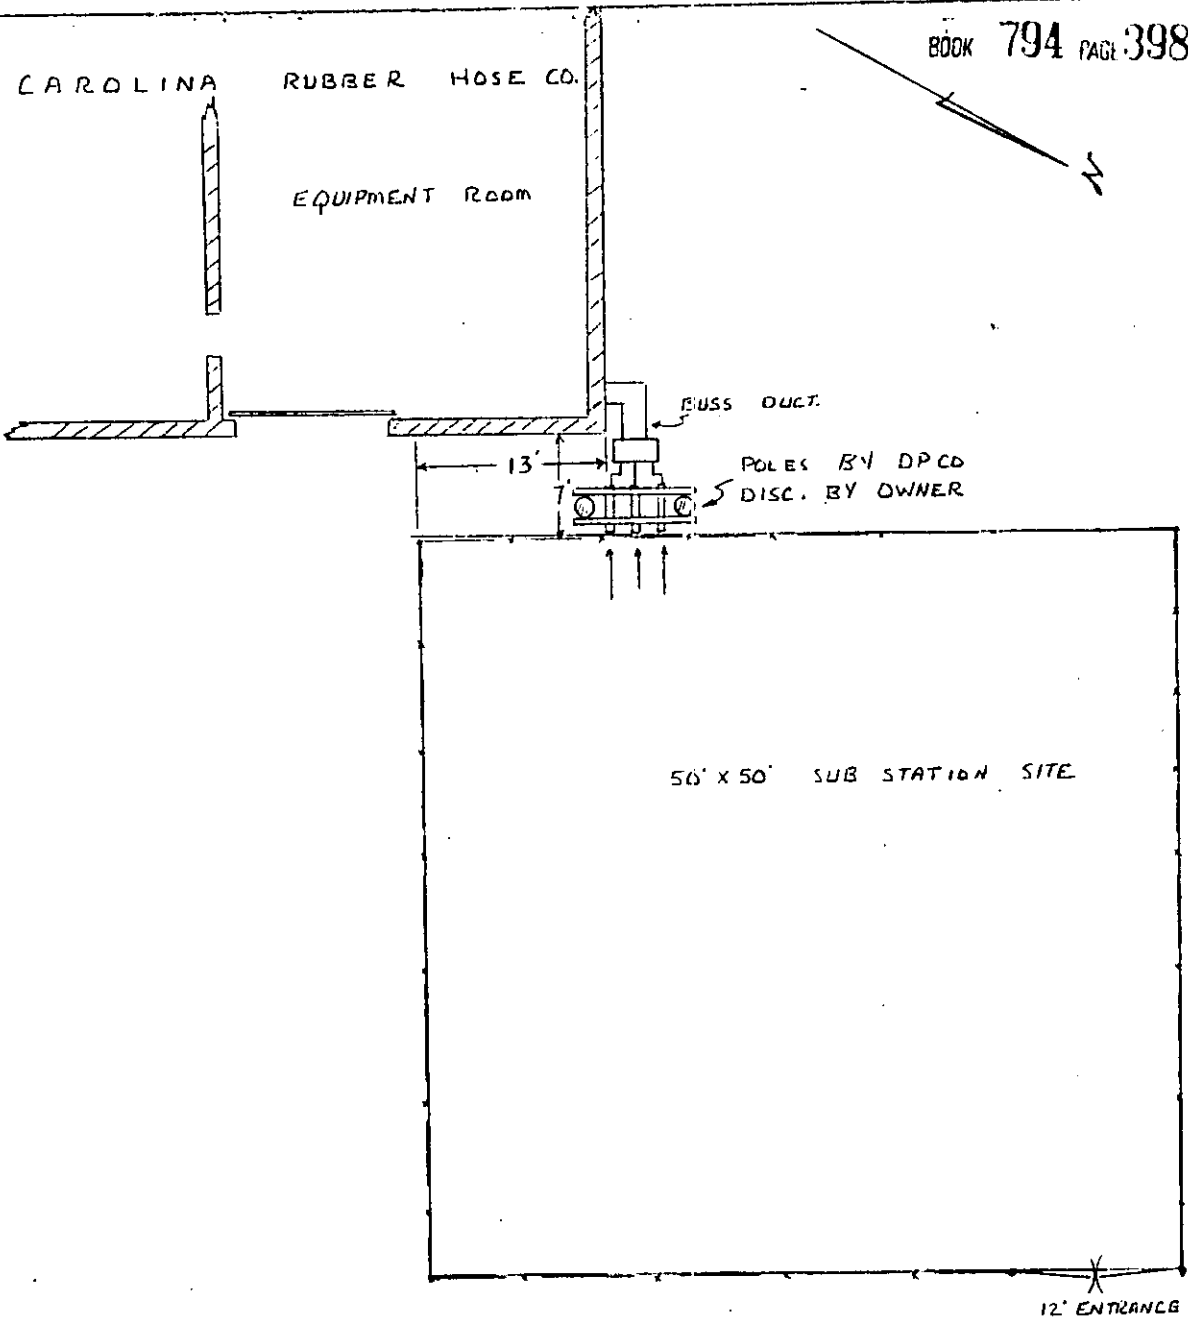 BOOK 794 PAGE 398
CAROLINA RUBBER HOSE CO.
EQUIPMENT ROOM
N
BUSS DUCT.
13'
7'
POLES BY DPCO
DISC. BY OWNER
50' X 50' SUB STATION SITE
12' ENTRANCE